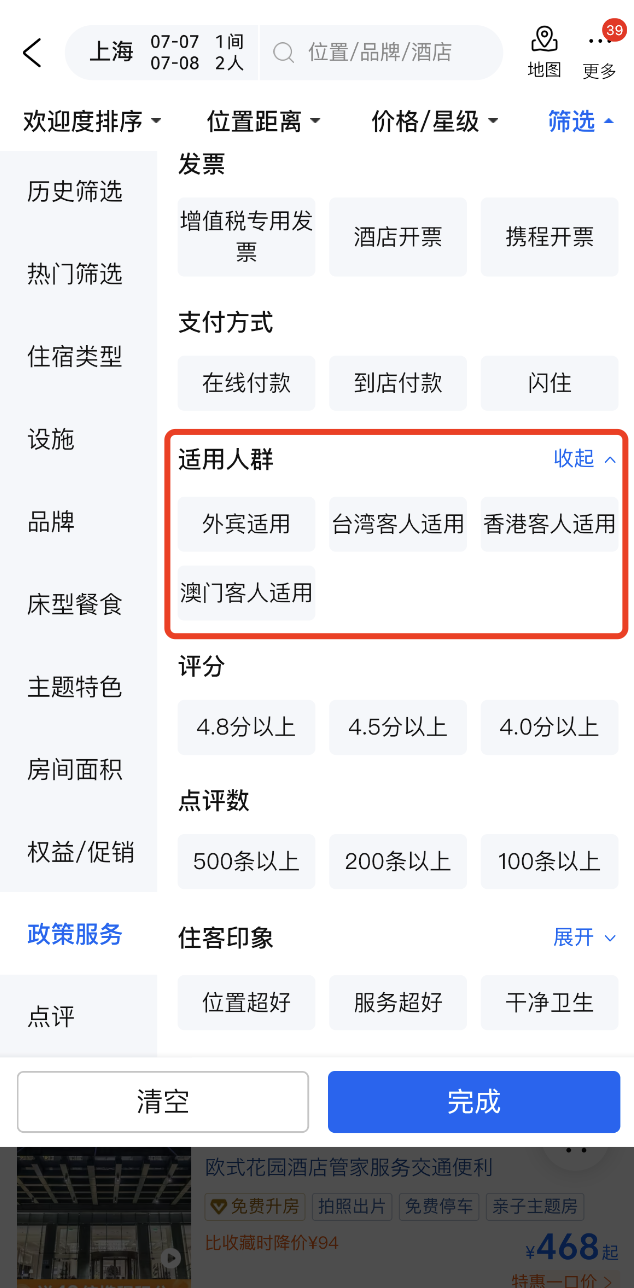 上海 07-07 1间
07-08 2人
位置/品牌/酒店
地图
39
更多
欢迎度排序 位置距离 价格/星级 筛选
历史筛选
热门筛选
住宿类型
设施
品牌
床型餐食
主题特色
房间面积
权益/促销
政策服务
点评
发票
增值税专用发
票
酒店开票
携程开票
支付方式
在线付款 到店付款 闪住
适用人群 收起
外宾适用 台湾客人适用 香港客人适用
澳门客人适用
评分
4.8分以上 4.5分以上 4.0分以上
点评数
500条以上 200条以上 100条以上
住客印象 展开
位置超好 服务超好 干净卫生
清空 完成
欧式花园酒店管家服务交通便利
免费升房 拍照出片 免费停车 亲子主题房
比收藏时降价¥94
¥468起
特惠一口价